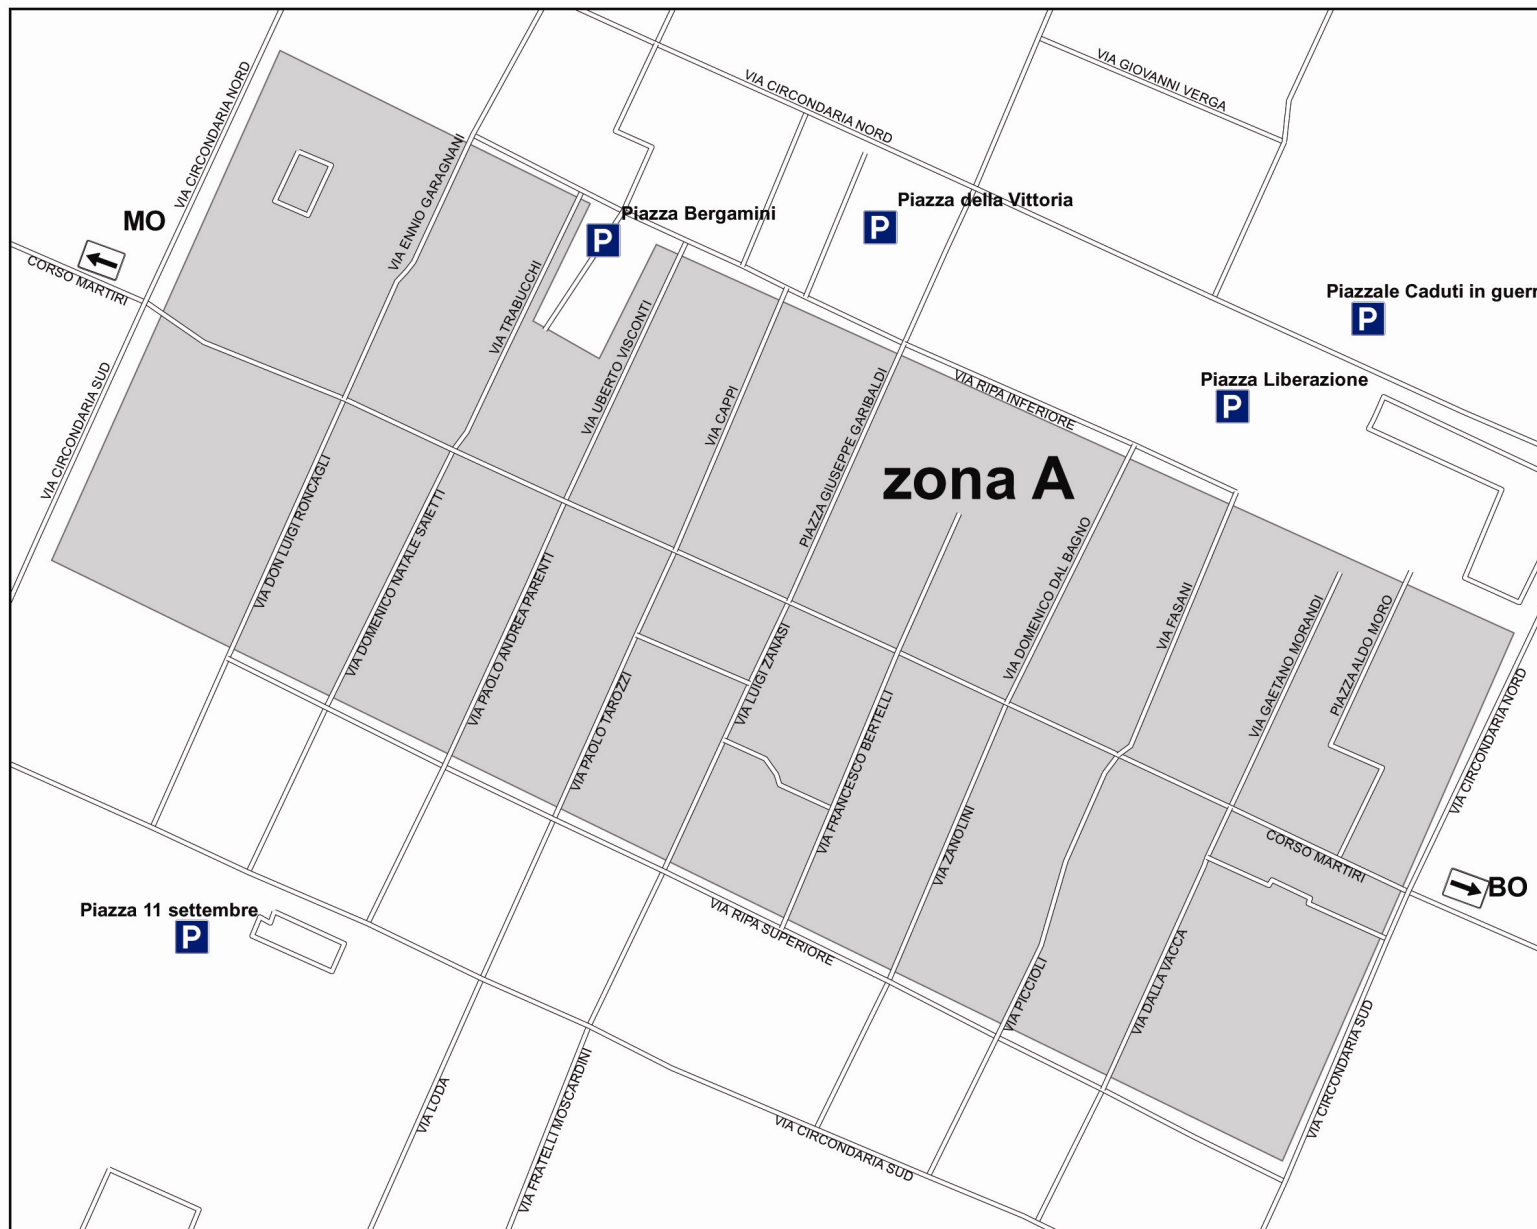 VIA CIRCONDARIA NORD
VIA GIOVANNI VERGA
VIA CIRCONDARIA NORD
VIA ENNIO GARAGNANI
MO
Piazza Bergamini
P
Piazza della Vittoria
P
CORSO MARTIRI
VIA TRABUCCHI
VIA UBERTO VISCONTI
Piazzale Caduti in guerr
P
VIA CIRCONDARIA SUD
VIA CAPPI
PIAZZA GIUSEPPE GARIBALDI
VIA RIPA INFERIORE
Piazza Liberazione
P
zona A
VIA DON LUIGI RONCAGLI
VIA DOMENICO NATALE SAIETTI
VIA PAOLO ANDREA PARENTI
VIA DOMENICO DAL BAGNO
VIA FASANI
VIA GAETANO MORANDI
PIAZZA ALDO MORO
VIA PAOLO TAROZZI
VIA LUIGI ZANASI
VIA FRANCESCO BERTELLI
VIA CIRCONDARIA NORD
VIA ZANOLINI
CORSO MARTIRI
BO
Piazza 11 settembre
P
VIA RIPA SUPERIORE
VIA PICCIOLI
VIA DALLA VACCA
VIA CIRCONDARIA SUD
VIA LODA
VIA FRATELLI MOSCARDINI
VIA CIRCONDARIA SUD